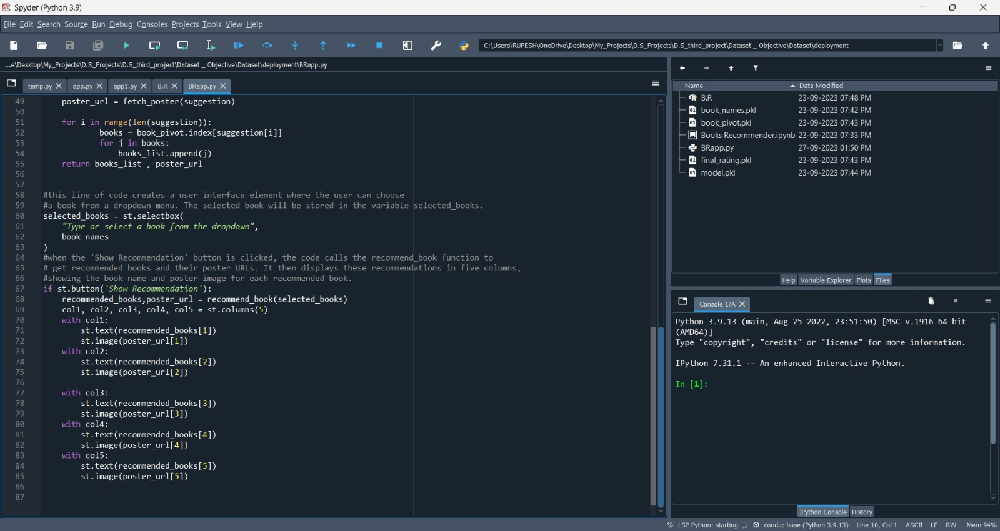 Spyder (Python 3.9)
File Edit Search Source Run Debug Consoles Projects Tools View Help
C:\Users\RUPESH\OneDrive\Desktop\My_Projects\D.S_Projects\D.S_third_project\Dataset _ Objective\Dataset\deployment
...e\Desktop\My_Projects\D.S_Projects\D.S_third_project\Dataset _ Objective\Dataset\deployment\BRapp.py
temp.py app.py app1.py B.R BRapp.py
49     poster_url = fetch_poster(suggestion)
50
51     for i in range(len(suggestion)):
52             books = book_pivot.index[suggestion[i]]
53             for j in books:
54                 books_list.append(j)
55     return books_list , poster_url
56
57
58 #this line of code creates a user interface element where the user can choose
59 #a book from a dropdown menu. The selected book will be stored in the variable selected_books.
60 selected_books = st.selectbox(
61     "Type or select a book from the dropdown",
62     book_names
63 )
64 #when the 'Show Recommendation' button is clicked, the code calls the recommend_book function to
65 # get recommended books and their poster URLs. It then displays these recommendations in five columns,
66 #showing the book name and poster image for each recommended book.
67 if st.button('Show Recommendation'):
68     recommended_books,poster_url = recommend_book(selected_books)
69     col1, col2, col3, col4, col5 = st.columns(5)
70     with col1:
71         st.text(recommended_books[1])
72         st.image(poster_url[1])
73     with col2:
74         st.text(recommended_books[2])
75         st.image(poster_url[2])
76
77     with col3:
78         st.text(recommended_books[3])
79         st.image(poster_url[3])
80     with col4:
81         st.text(recommended_books[4])
82         st.image(poster_url[4])
83     with col5:
84         st.text(recommended_books[5])
85         st.image(poster_url[5])
86
87
Name Date Modified
B.R 23-09-2023 07:48 PM
book_names.pkl 23-09-2023 07:42 PM
book_pivot.pkl 23-09-2023 07:43 PM
Books Recommender.ipynb 23-09-2023 07:33 PM
BRapp.py 27-09-2023 01:50 PM
final_rating.pkl 23-09-2023 07:43 PM
model.pkl 23-09-2023 07:44 PM
Help Variable Explorer Plots Files
Console 1/A
Python 3.9.13 (main, Aug 25 2022, 23:51:50) [MSC v.1916 64 bit
(AMD64)]
Type "copyright", "credits" or "license" for more information.
IPython 7.31.1 -- An enhanced Interactive Python.
In [1]:
IPython Console History
LSP Python: starting conda: base (Python 3.9.13) Line 10, Col 1 ASCII LF RW Mem 94%